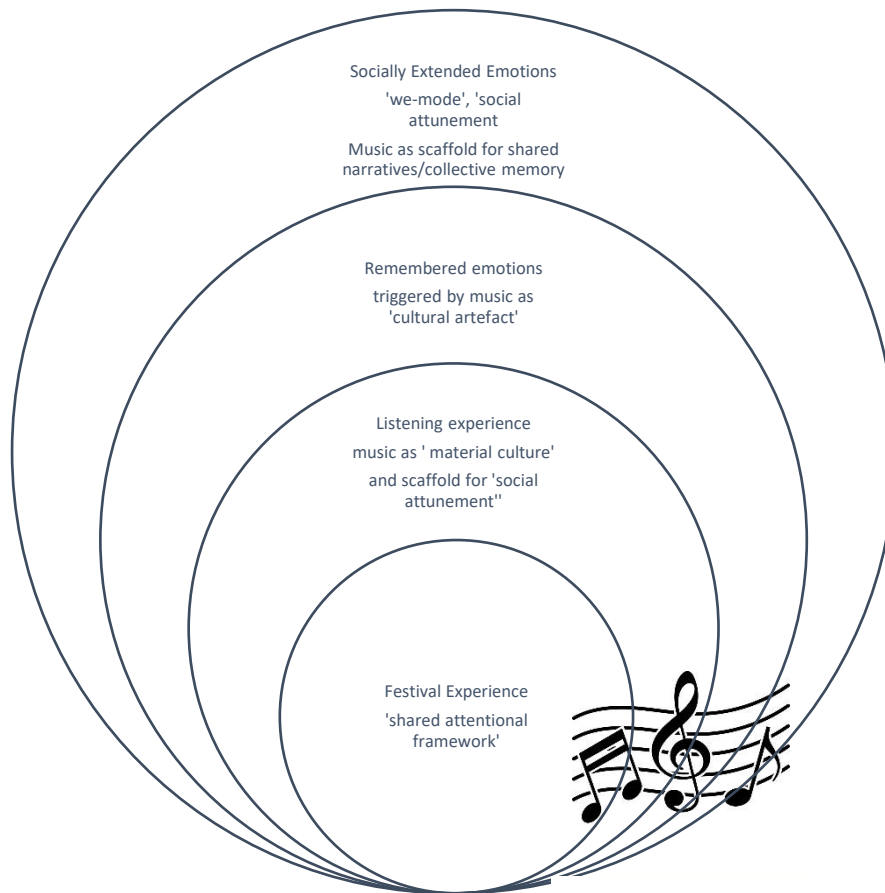 Socially Extended Emotions
'we-mode', 'social
attunement
Music as scaffold for shared
narratives/collective memory
Remembered emotions
triggered by music as
'cultural artefact'
Listening experience
music as ' material culture'
and scaffold for 'social
attunement''
Festival Experience
'shared attentional
framework'